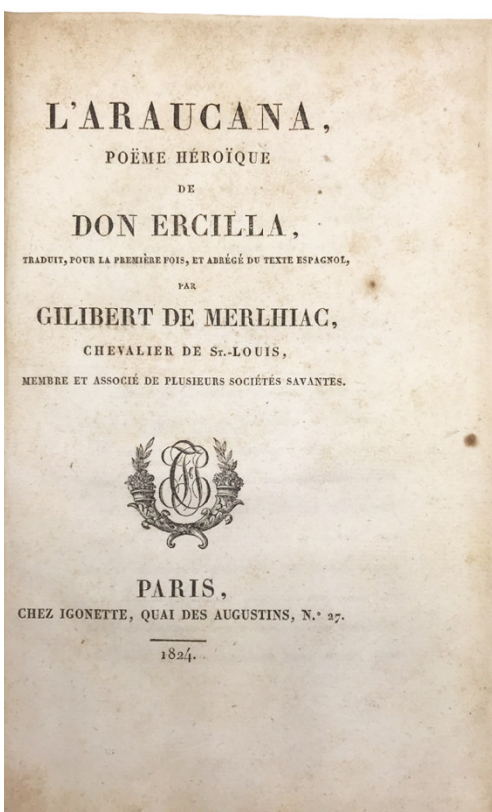 L'ARAUCANA,
POËME HÉROÏQUE
DE
DON ERCILLA,
TRADUIT, POUR LA PREMIÈRE FOIS, ET ABRÉGÉ DU TEXTE ESPAGNOL,
PAR
GILIBERT DE MERLHIAC,
CHEVALIER DE St.-LOUIS,
MEMBRE ET ASSOCIÉ DE PLUSIEURS SOCIÉTÉS SAVANTES.
PARIS,
CHEZ IGONETTE, QUAI DES AUGUSTINS, N.° 27.
1824.